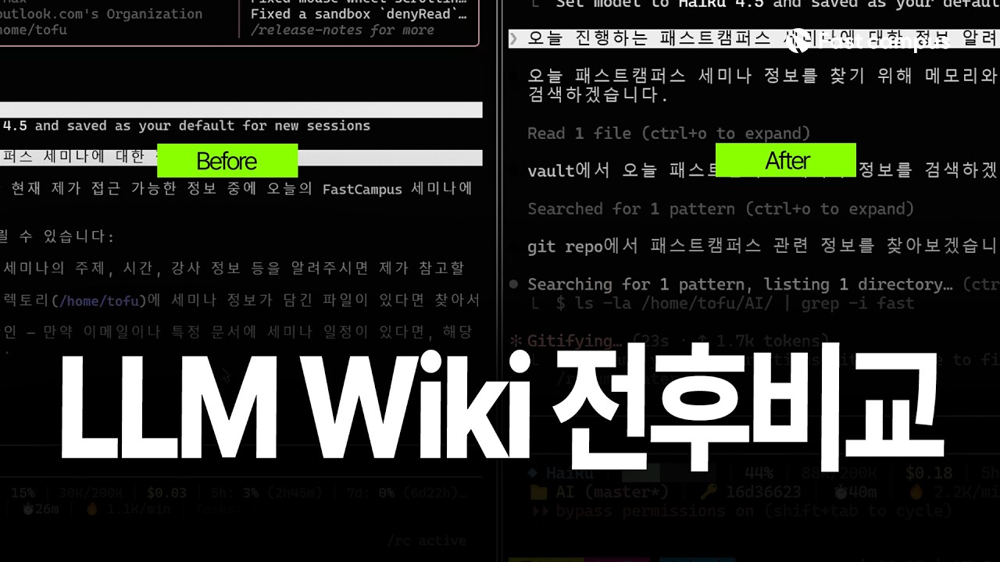 outlook.com's Organization
home/tofu
Fixed mouse wheel scrollin…
Fixed a sandbox `denyRead`…
/release-notes for more
4.5 and saved as your default for new sessions
퍼스 세미나에 대한
Before
현재 제가 접근 가능한 정보 중에 오늘의 FastCampus 세미나에
릴 수 있습니다:
세미나의 주제, 시간, 강사 정보 등을 알려주시면 제가 참고할
렉토리(/home/tofu)에 세미나 정보가 담긴 파일이 있다면 찾아서
인 – 만약 이메일이나 특정 문서에 세미나 일정이 있다면, 해당
15% | 30K/200K | $0.03 | 5h: 3% (2h45m) | 7d: 0% (6d22h)…
26m | 1.1K/min |
/rc active
└ Set model to Haiku 4.5 and saved as your default
❯ 오늘 진행하는 패스트캠퍼스 세미나에 대한 정보 알려
Fastcampus
오늘 패스트캠퍼스 세미나 정보를 찾기 위해 메모리와
검색하겠습니다.
Read 1 file (ctrl+o to expand)
After
vault에서 오늘 패스 정보를 검색하겠
Searched for 1 pattern (ctrl+o to expand)
git repo에서 패스트캠퍼스 관련 정보를 찾아보겠습니
● Searching for 1 pattern, listing 1 directory… (ctr
└ $ ls -la /home/tofu/AI/ | grep -i fast
✻ Gitifying… (23s · ↑ 1.7k tokens)
LLM Wiki 전후비교
Haiku | 44% | 88K/200K | $0.18 | 5h
AI (master*) | 16d36623 | 40m | 2.2K/mi
▸▸ bypass permissions on (shift+tab to cycle)